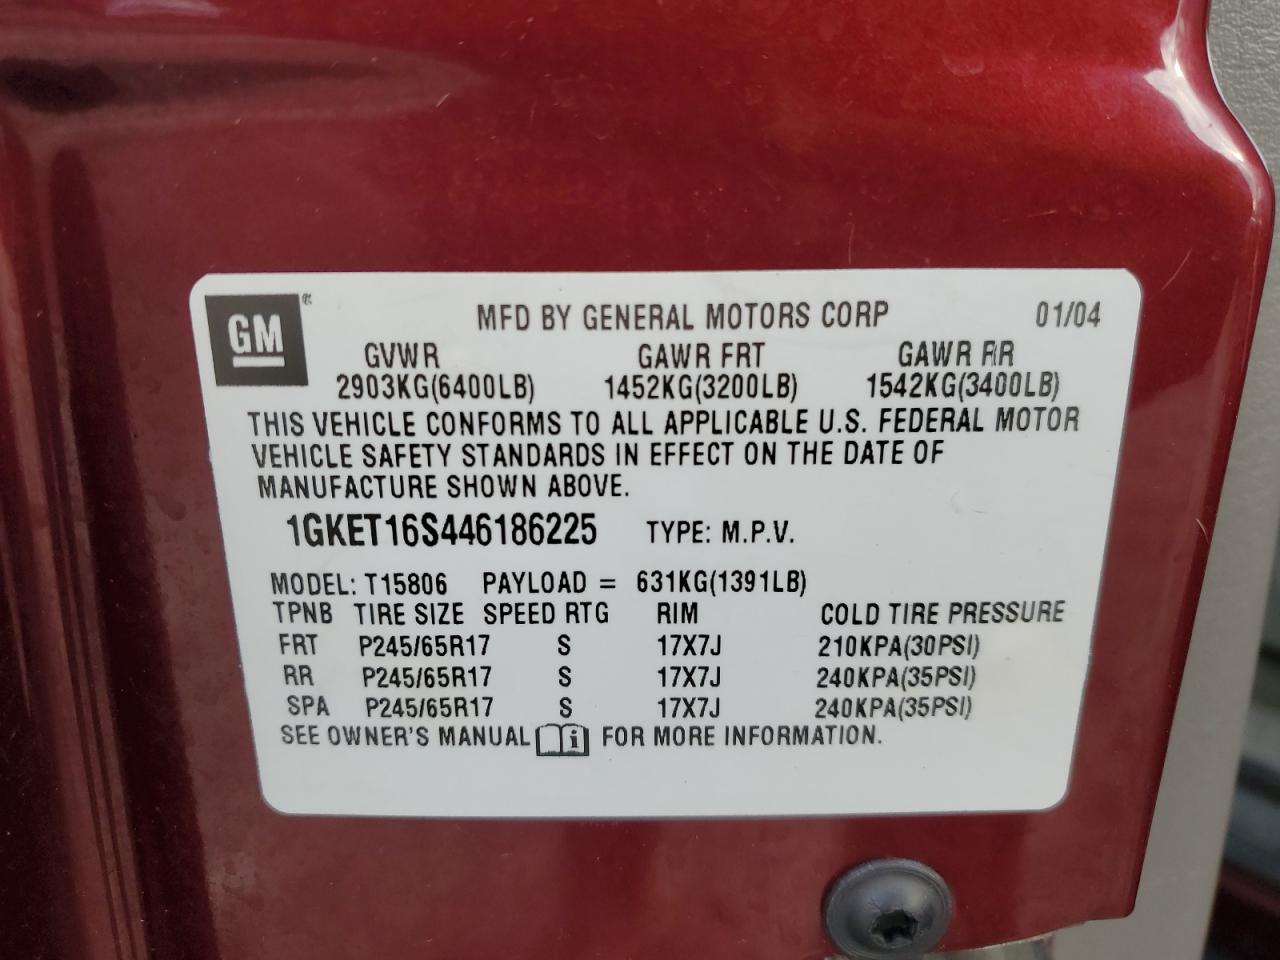 GM
MFD BY GENERAL MOTORS CORP 01/04
GVWR GAWR FRT GAWR RR
2903KG(6400LB) 1452KG(3200LB) 1542KG(3400LB)
THIS VEHICLE CONFORMS TO ALL APPLICABLE U.S. FEDERAL MOTOR
VEHICLE SAFETY STANDARDS IN EFFECT ON THE DATE OF
MANUFACTURE SHOWN ABOVE.
1GKET16S446186225 TYPE: M.P.V.
MODEL: T15806 PAYLOAD = 631KG(1391LB)
TPNB TIRE SIZE SPEED RTG RIM COLD TIRE PRESSURE
FRT P245/65R17 S 17X7J 210KPA(30PSI)
RR P245/65R17 S 17X7J 240KPA(35PSI)
SPA P245/65R17 S 17X7J 240KPA(35PSI)
SEE OWNER'S MANUAL i FOR MORE INFORMATION.